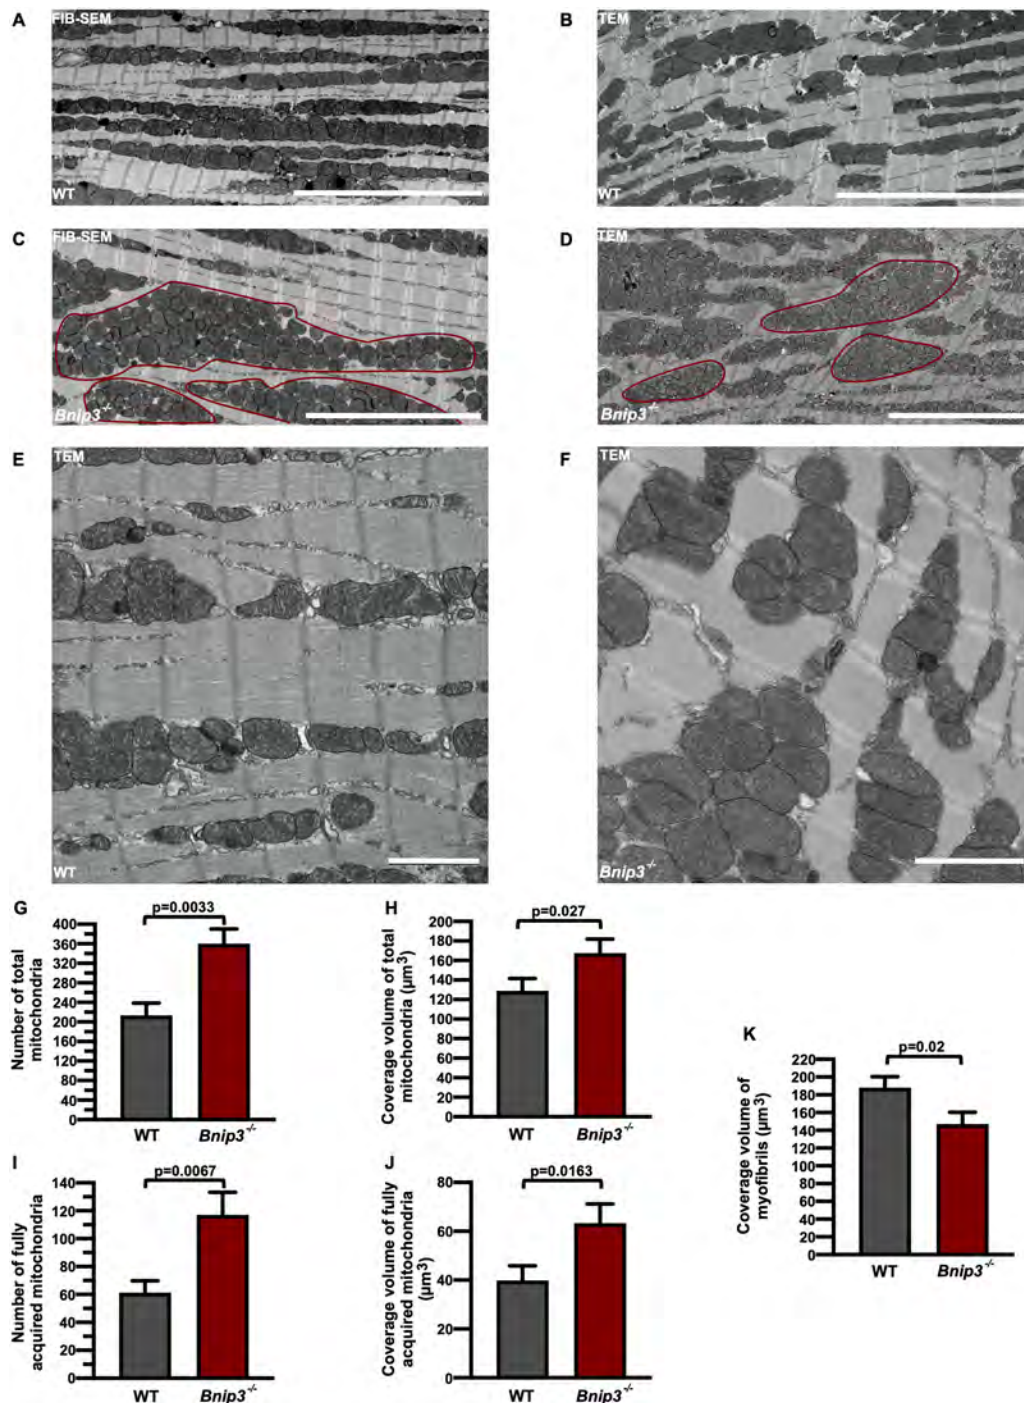 A
FIB-SEM
WT
B
TEM
WT
C
FIB-SEM
Bnip3-/-
D
TEM
Bnip3-/-
E
TEM
WT
F
TEM
Bnip3-/-
G
p=0.0033
Number of total
mitochondria
400
360
320
280
240
200
160
120
80
40
0
WT
Bnip3-/-
H
p=0.027
Coverage volume of total
mitochondria (µm³)
200
180
160
140
120
100
80
60
40
20
0
WT
Bnip3-/-
I
p=0.0067
Number of fully
acquired mitochondria
140
120
100
80
60
40
20
0
WT
Bnip3-/-
J
p=0.0163
Coverage volume of fully
acquired mitochondria
(µm³)
80
60
40
20
0
WT
Bnip3-/-
K
p=0.02
Coverage volume of
myofibrils (µm³)
220
200
180
160
140
120
100
80
60
40
20
0
WT
Bnip3-/-